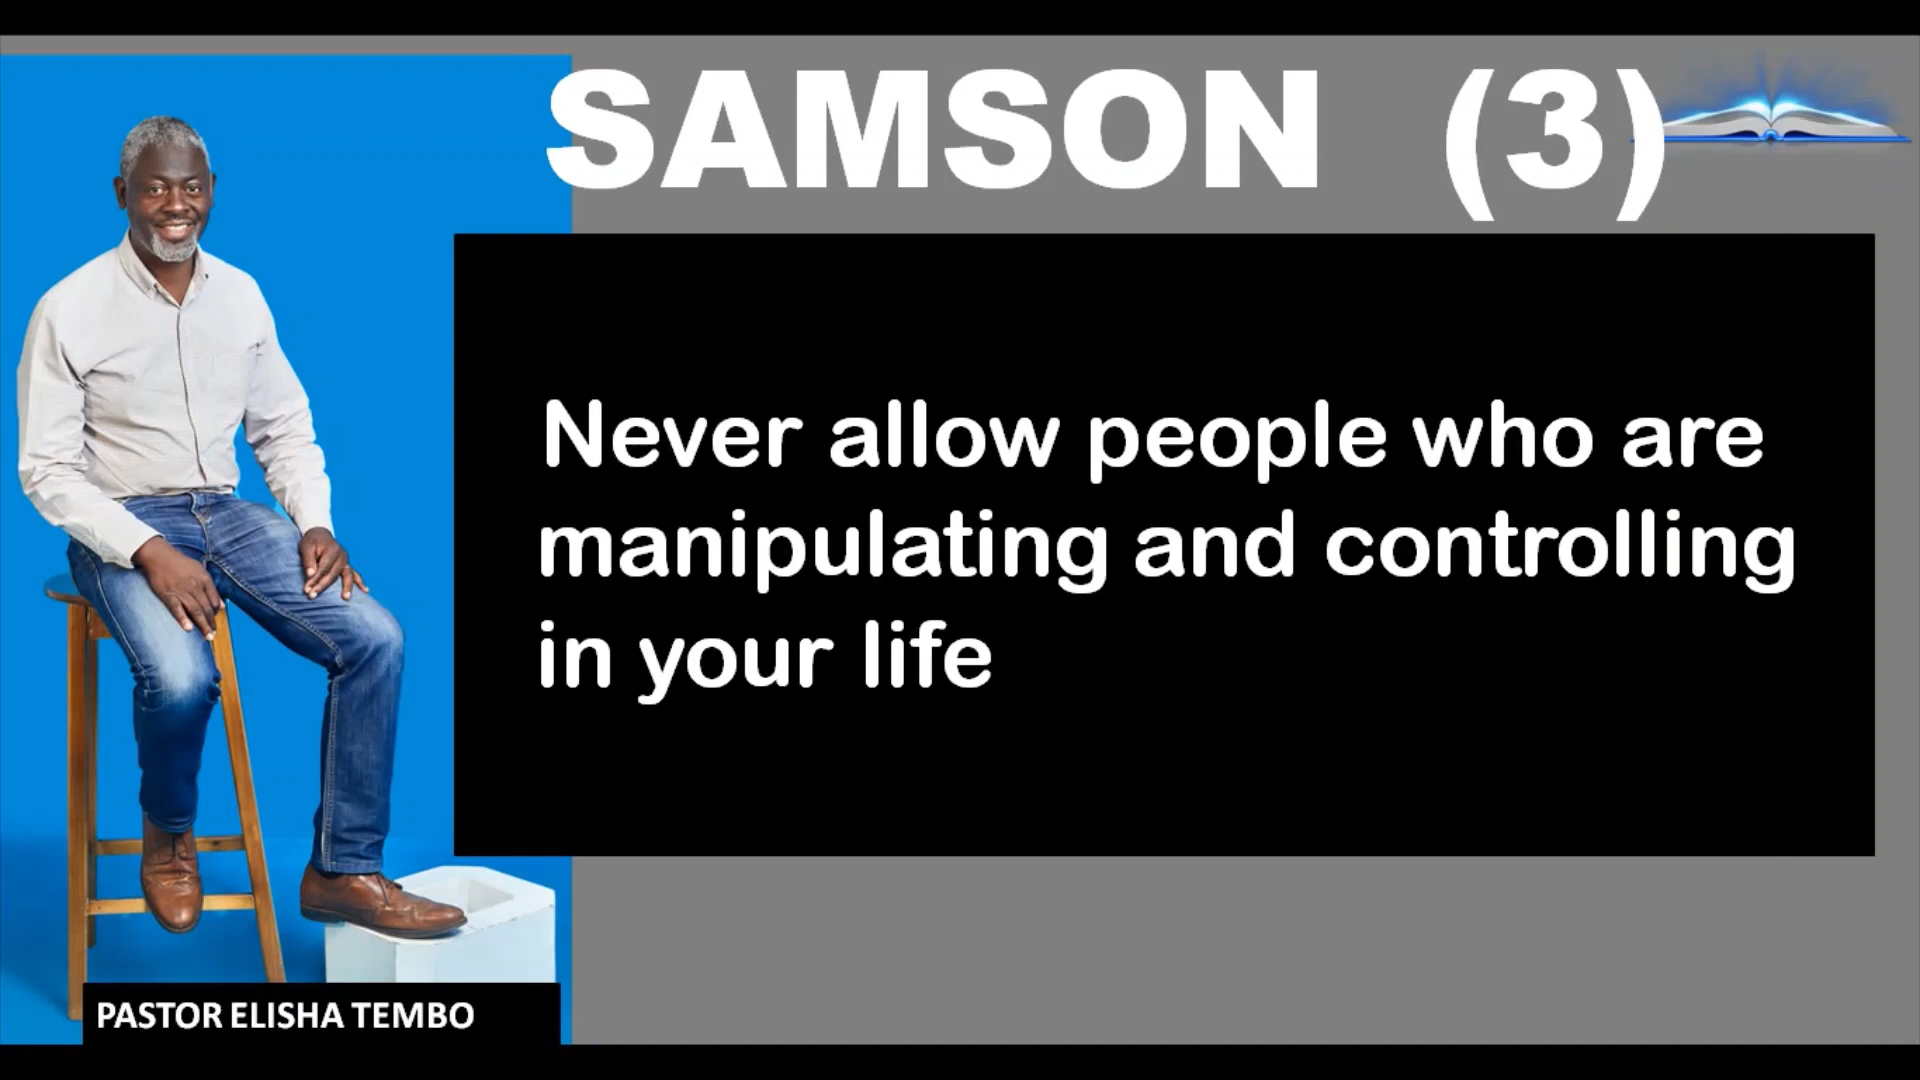 SAMSON (3)
Never allow people who are
manipulating and controlling
in your life
PASTOR ELISHA TEMBO